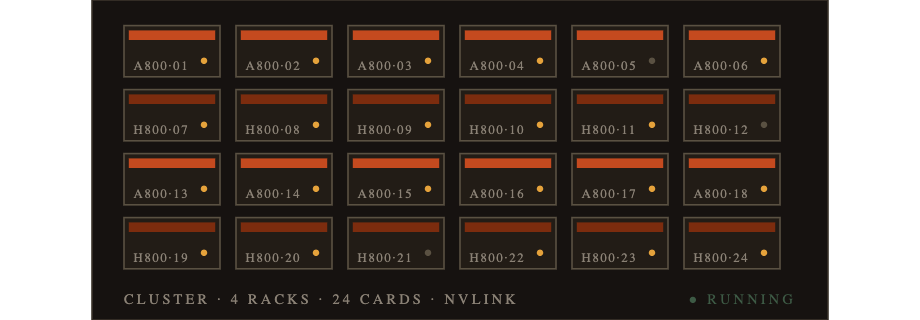 A800·01 A800·02 A800·03 A800·04 A800·05 A800·06
H800·07 H800·08 H800·09 H800·10 H800·11 H800·12
A800·13 A800·14 A800·15 A800·16 A800·17 A800·18
H800·19 H800·20 H800·21 H800·22 H800·23 H800·24
CLUSTER · 4 RACKS · 24 CARDS · NVLINK ● RUNNING